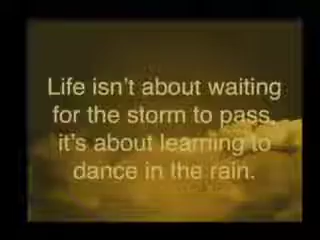 Life isn't about waiting
for the storm to pass,
it's about learning to
dance in the rain.